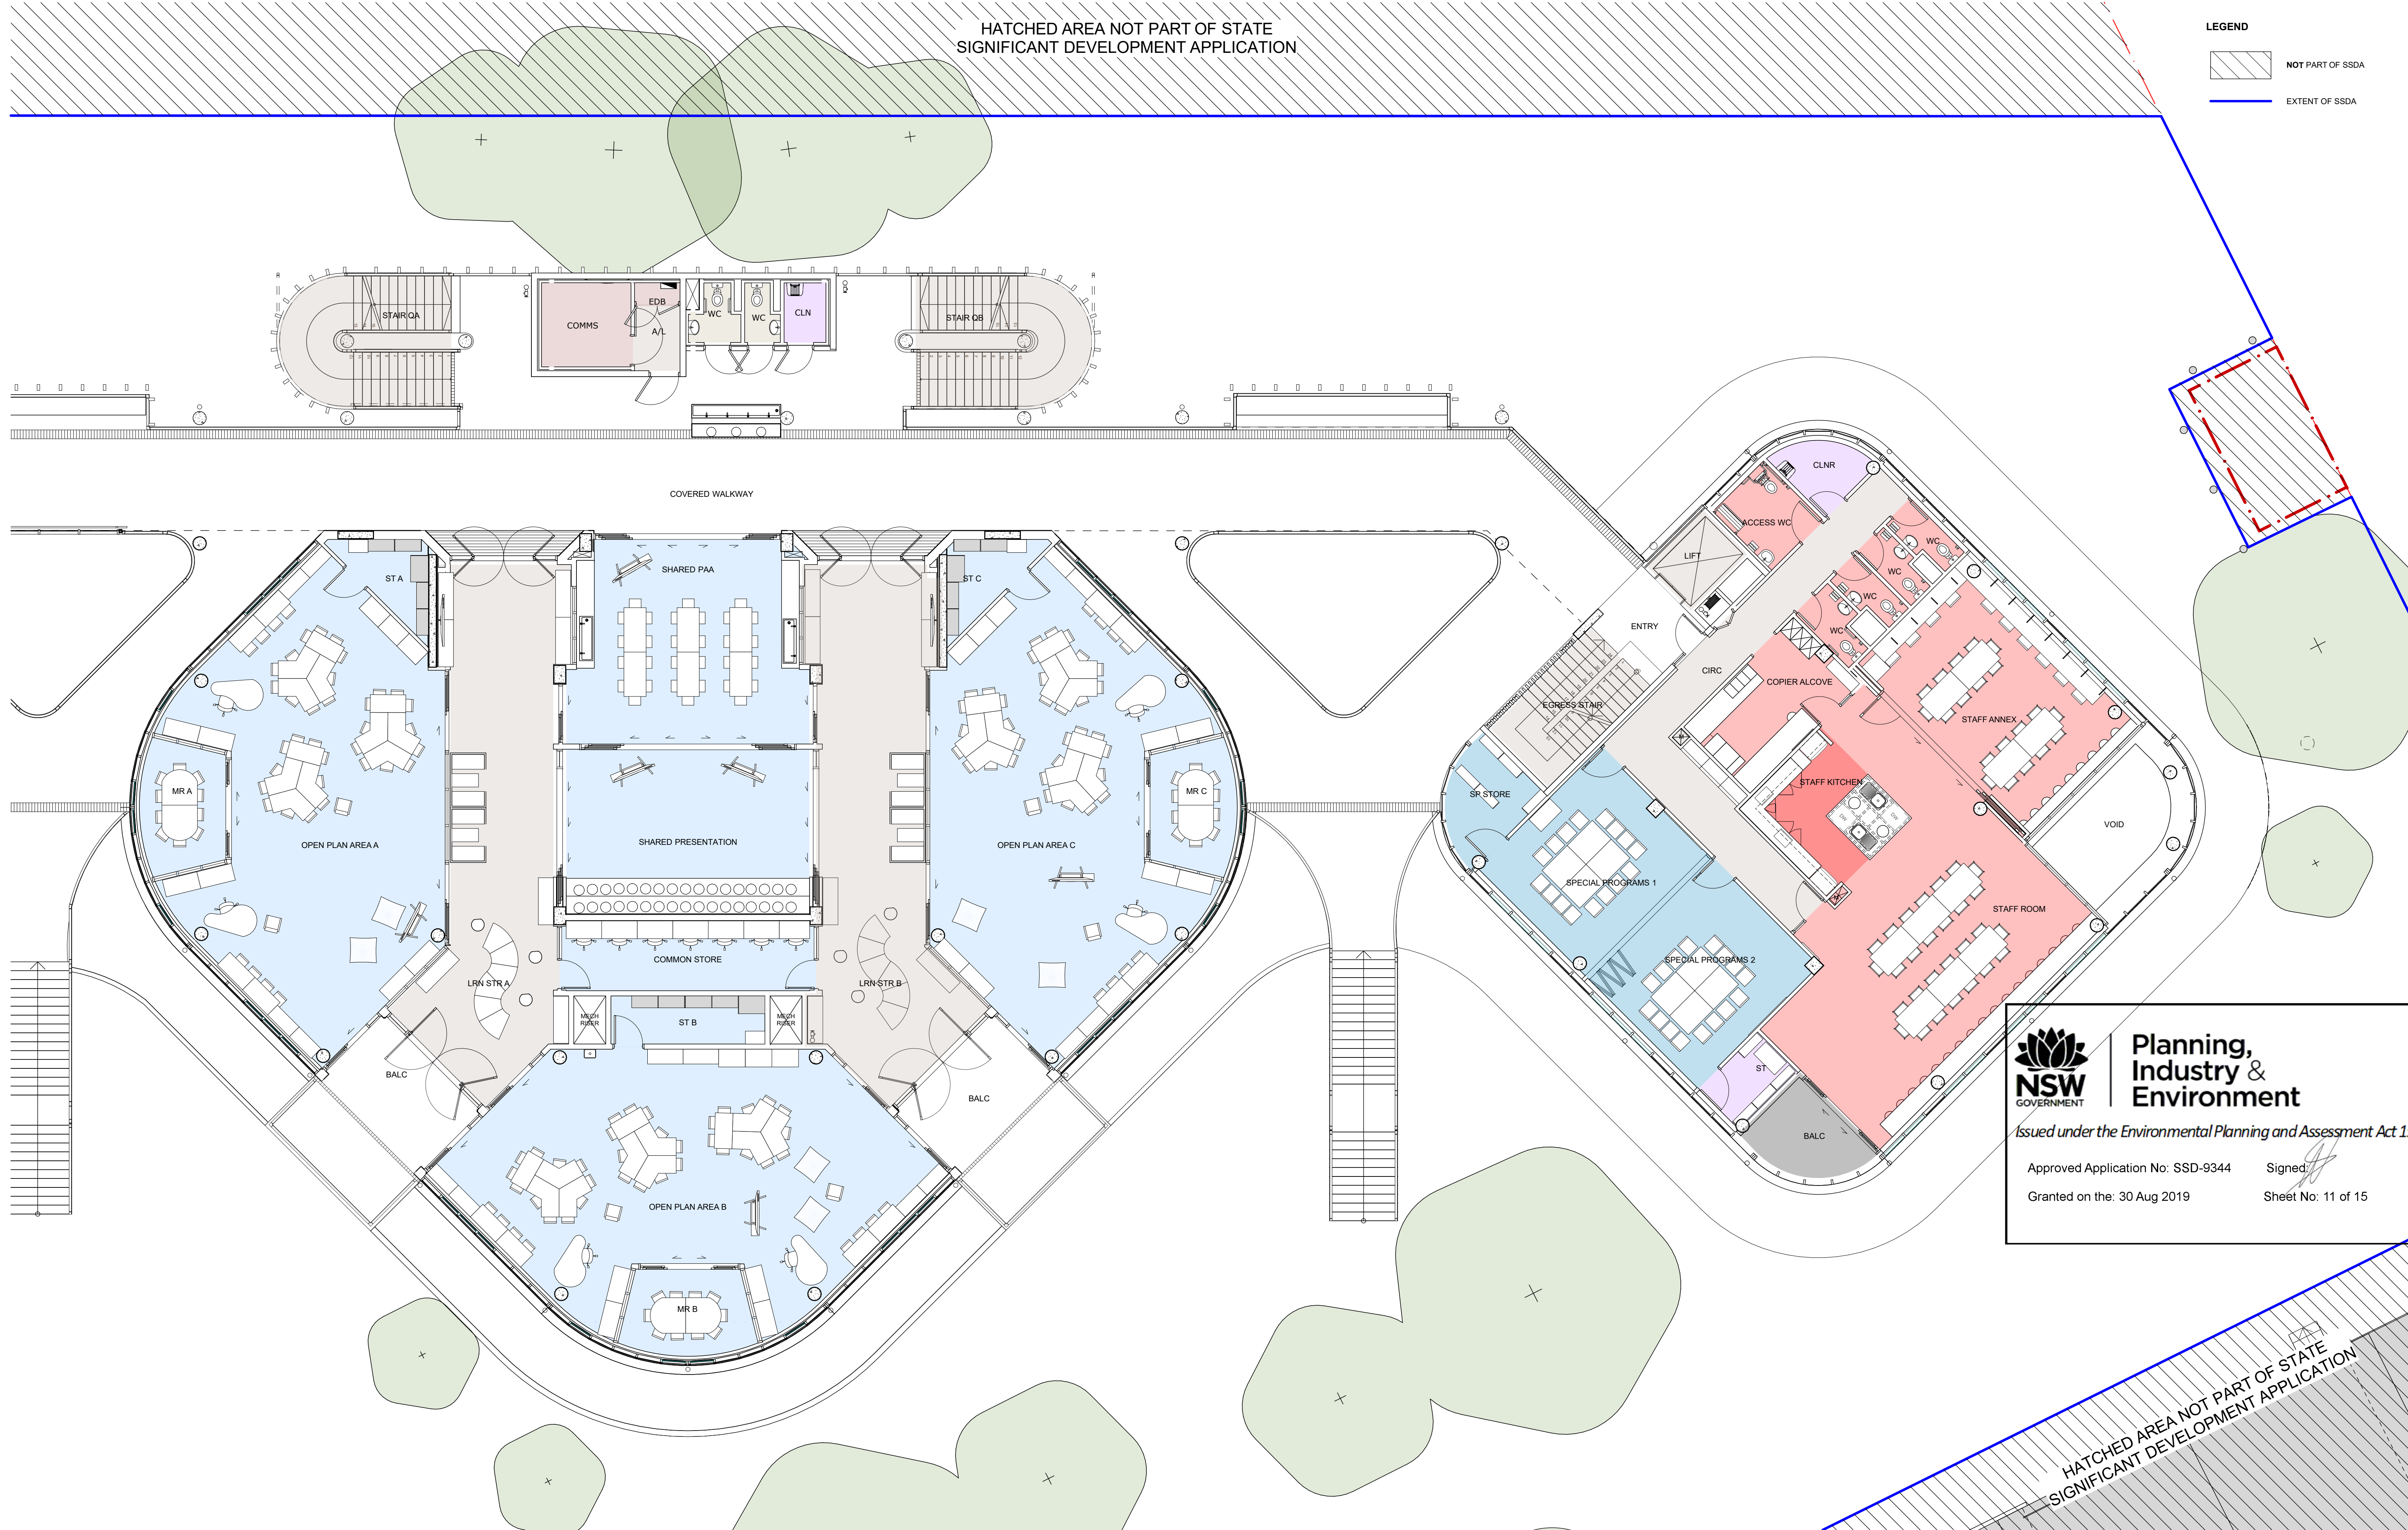 HATCHED AREA NOT PART OF STATE
SIGNIFICANT DEVELOPMENT APPLICATION
LEGEND
NOT PART OF SSDA
EXTENT OF SSDA
STAIR QA
COMMS
EDB
A/L
WC
WC
CLN
STAIR QB
COVERED WALKWAY
ST A
SHARED PAA
ST C
MR A
OPEN PLAN AREA A
SHARED PRESENTATION
OPEN PLAN AREA C
MR C
COMMON STORE
LRN STR A
LRN STR B
MECH
RISER
ST B
MECH
RISER
BALC
BALC
OPEN PLAN AREA B
MR B
CLNR
ACCESS WC
LIFT
WC
WC
WC
WC
ENTRY
CIRC
COPIER ALCOVE
EGRESS STAIR
STAFF ANNEX
STAFF KITCHEN
SP STORE
VOID
SPECIAL PROGRAMS 1
STAFF ROOM
SPECIAL PROGRAMS 2
ST
BALC
NSW
GOVERNMENT
Planning,
Industry &
Environment
Issued under the Environmental Planning and Assessment Act 1
Approved Application No: SSD-9344
Signed:
Granted on the: 30 Aug 2019
Sheet No: 11 of 15
HATCHED AREA NOT PART OF STATE
SIGNIFICANT DEVELOPMENT APPLICATION